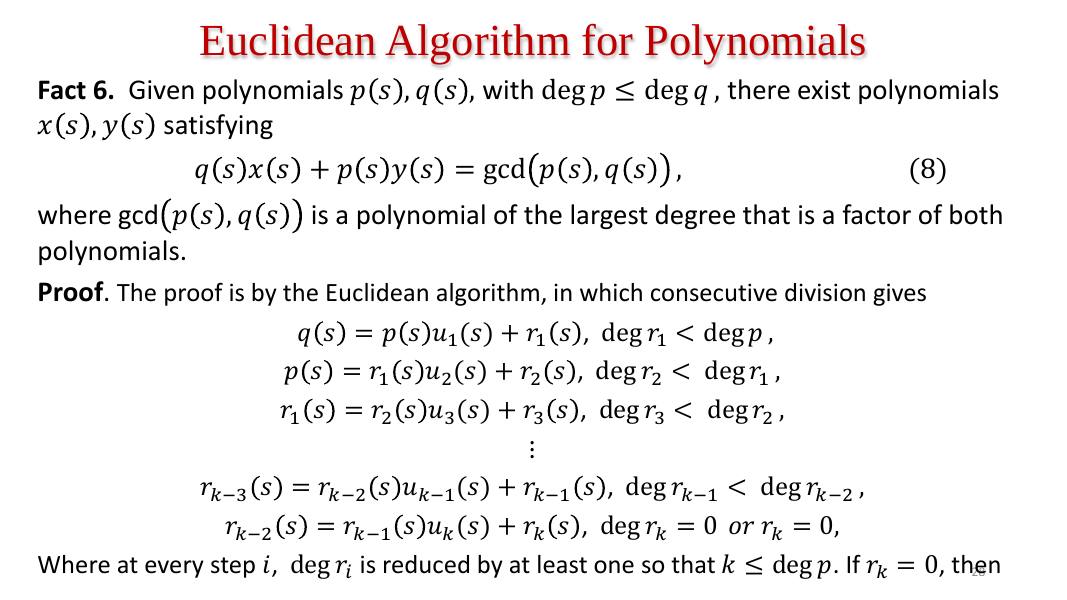 Euclidean Algorithm for Polynomials
Fact 6. Given polynomials p(s), q(s), with deg p ≤ deg q , there exist polynomials
x(s), y(s) satisfying
q(s)x(s) + p(s)y(s) = gcd(p(s), q(s)), (8)
where gcd(p(s), q(s)) is a polynomial of the largest degree that is a factor of both
polynomials.
Proof. The proof is by the Euclidean algorithm, in which consecutive division gives
q(s) = p(s)u₁(s) + r₁(s), deg r₁ < deg p ,
p(s) = r₁(s)u₂(s) + r₂(s), deg r₂ < deg r₁ ,
r₁(s) = r₂(s)u₃(s) + r₃(s), deg r₃ < deg r₂ ,
⋮
rₖ₋₃(s) = rₖ₋₂(s)uₖ₋₁(s) + rₖ₋₁(s), deg rₖ₋₁ < deg rₖ₋₂ ,
rₖ₋₂(s) = rₖ₋₁(s)uₖ(s) + rₖ(s), deg rₖ = 0 or rₖ = 0,
Where at every step i, deg rᵢ is reduced by at least one so that k ≤ deg p. If rₖ = 0, then